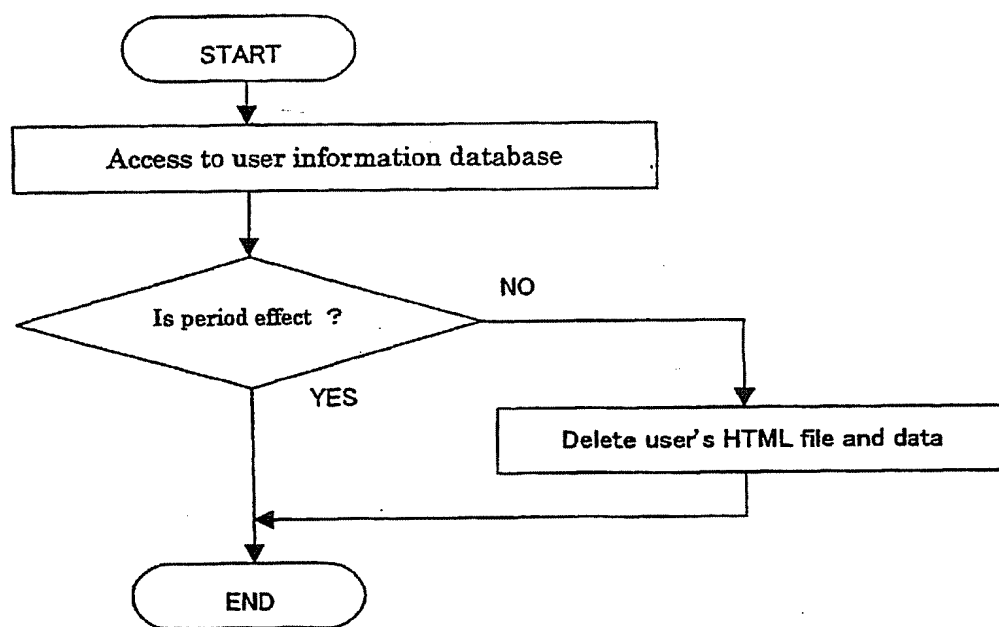 START
Access to user information database
Is period effect ?
NO
YES
Delete user's HTML file and data
END